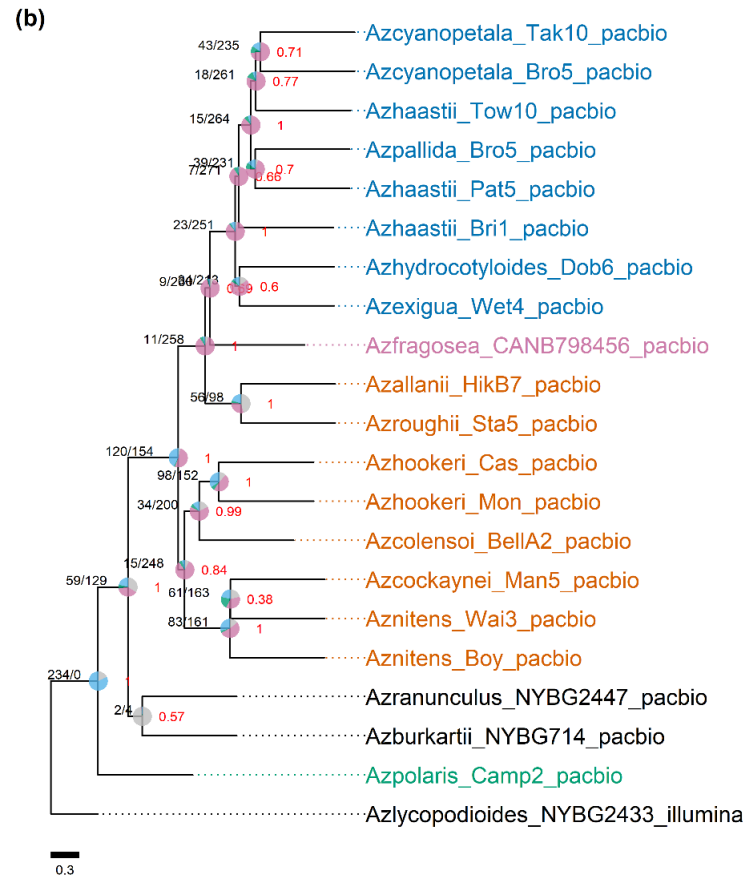 (b)
Azcyanopetala_Tak10_pacbio
43/235
0.71
Azcyanopetala_Bro5_pacbio
18/261
0.77
Azhaastii_Tow10_pacbio
15/264
1
Azpallida_Bro5_pacbio
39/231
0.7
7/271
0.66
Azhaastii_Pat5_pacbio
Azhaastii_Bri1_pacbio
23/251
1
Azhydrocotyloides_Dob6_pacbio
0.6
Azexigua_Wet4_pacbio
Azfragosea_CANB798456_pacbio
11/258
1
Azallanii_HikB7_pacbio
56/98
1
Azroughii_Sta5_pacbio
120/154
1
Azhookeri_Cas_pacbio
98/152
1
Azhookeri_Mon_pacbio
34/200
0.99
Azcolensoi_BellA2_pacbio
15/248
0.84
Azcockaynei_Man5_pacbio
59/129
1
61/163
0.38
Aznitens_Wai3_pacbio
83/161
1
Aznitens_Boy_pacbio
234/0
1
Azranunculus_NYBG2447_pacbio
2/4
0.57
Azburkartii_NYBG714_pacbio
Azpolaris_Camp2_pacbio
Azlycopodioides_NYBG2433_illumina
0.3